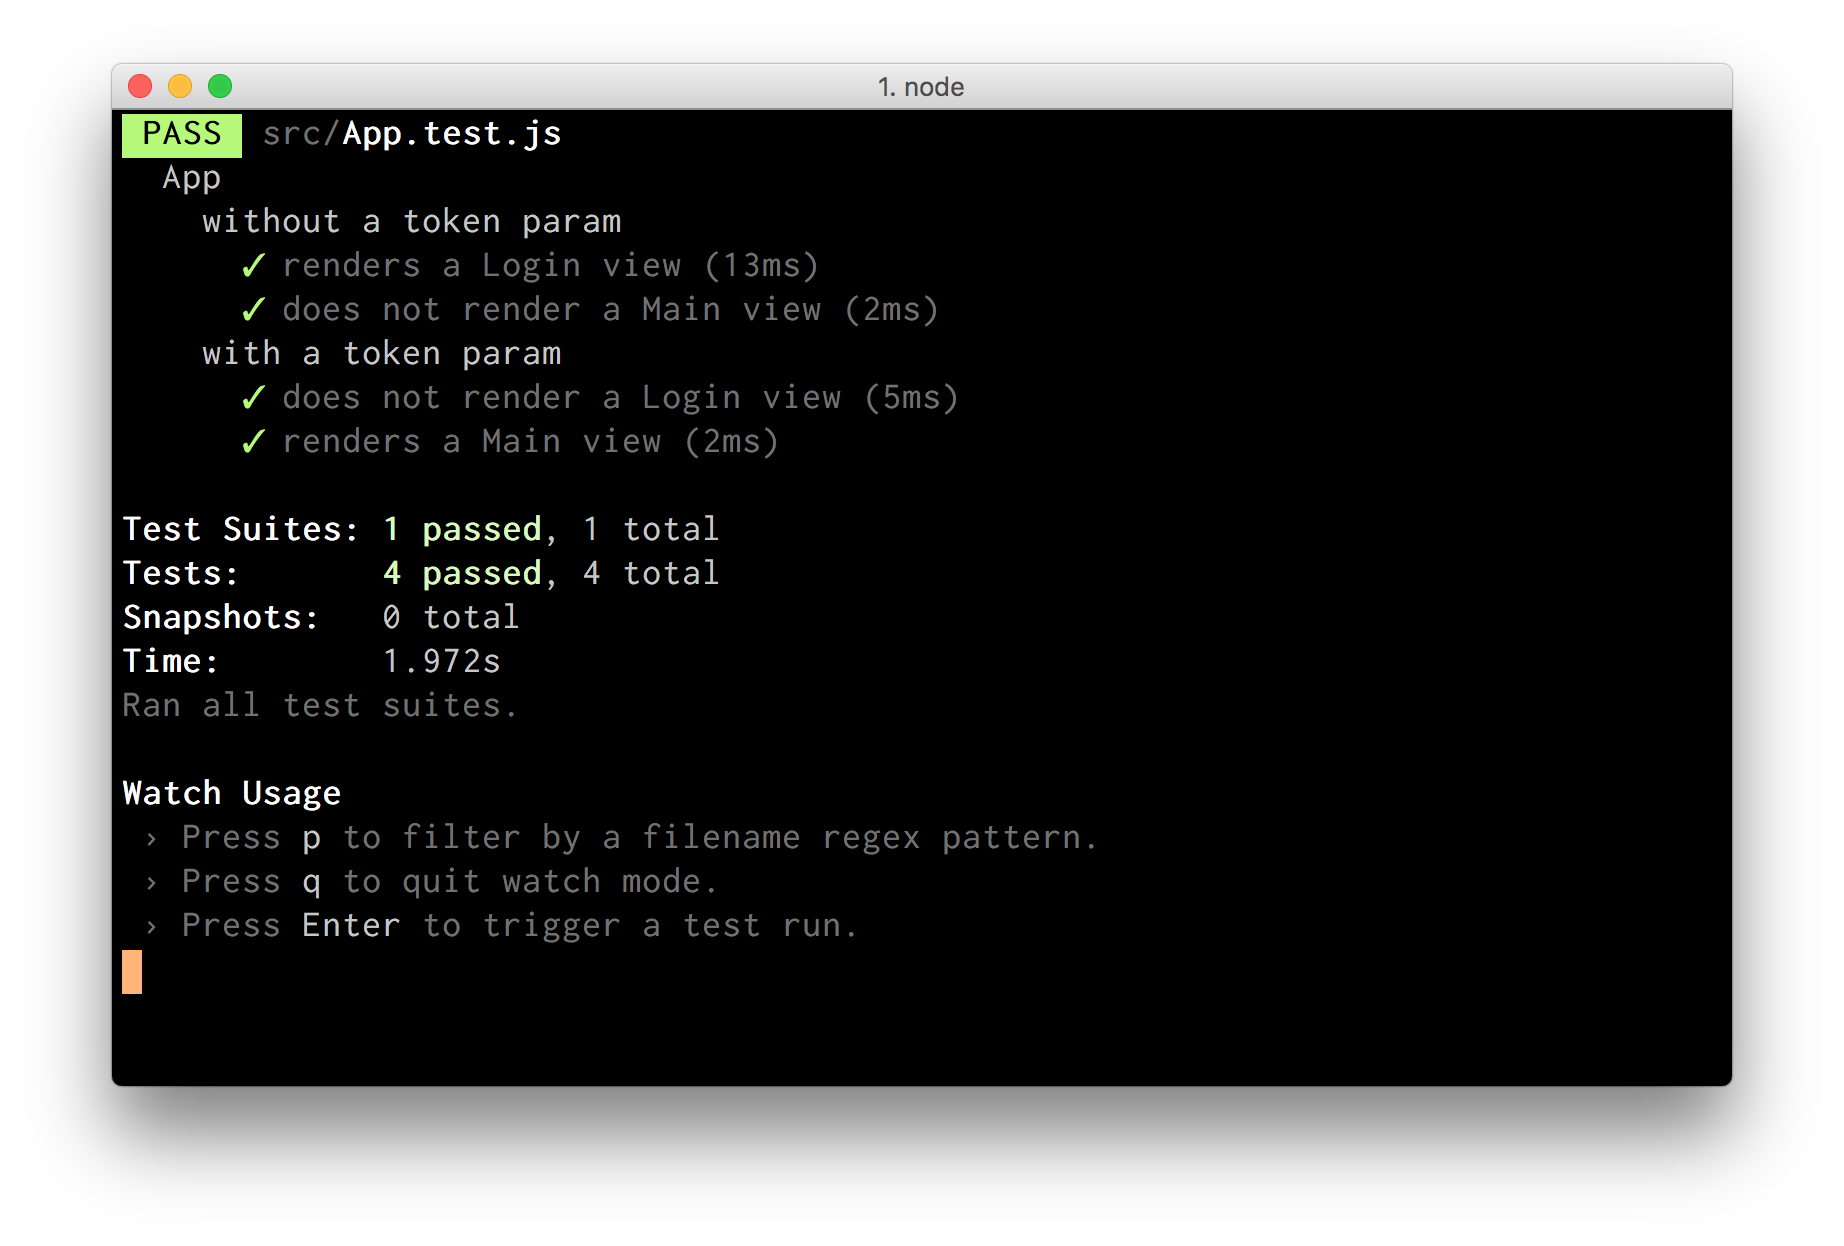 1. node
PASS src/App.test.js
App
without a token param
✓ renders a Login view (13ms)
✓ does not render a Main view (2ms)
with a token param
✓ does not render a Login view (5ms)
✓ renders a Main view (2ms)
Test Suites: 1 passed, 1 total
Tests: 4 passed, 4 total
Snapshots: 0 total
Time: 1.972s
Ran all test suites.
Watch Usage
› Press p to filter by a filename regex pattern.
› Press q to quit watch mode.
› Press Enter to trigger a test run.